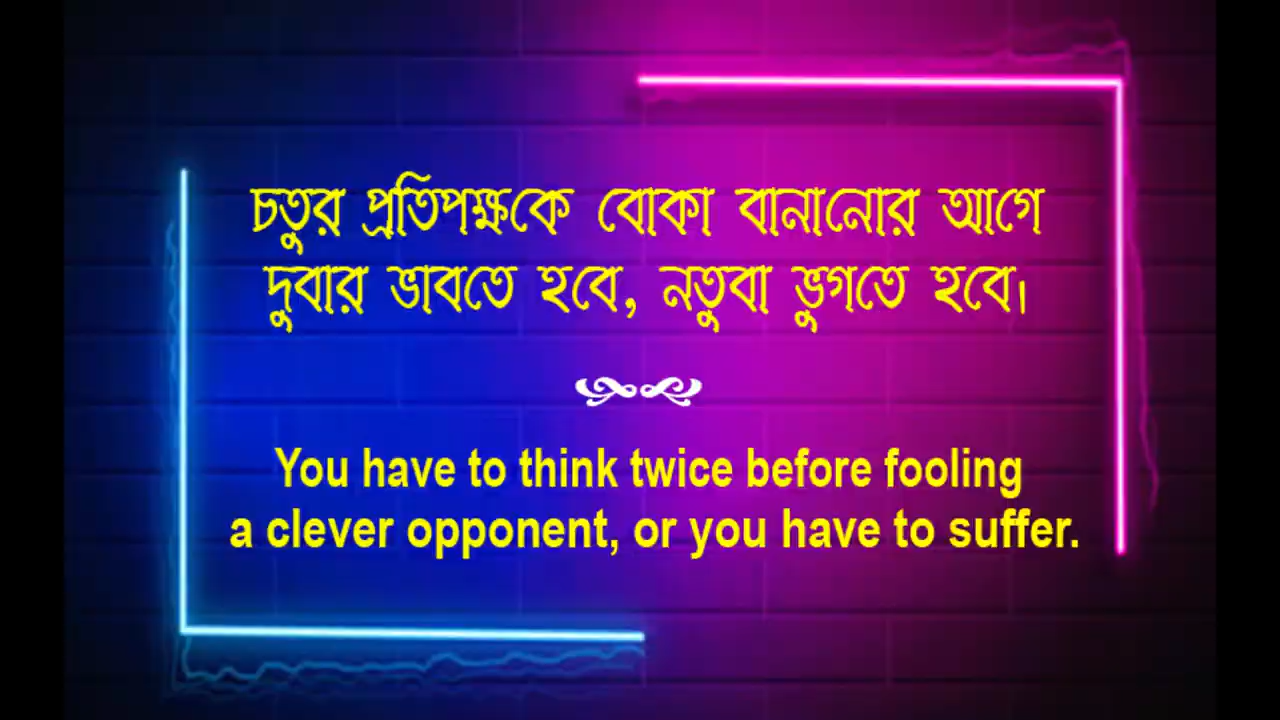 চতুর প্রতিপক্ষকে বোকা বানানোর আগে
দুবার ভাবতে হবে, নতুবা ভুগতে হবে।
You have to think twice before fooling
a clever opponent, or you have to suffer.